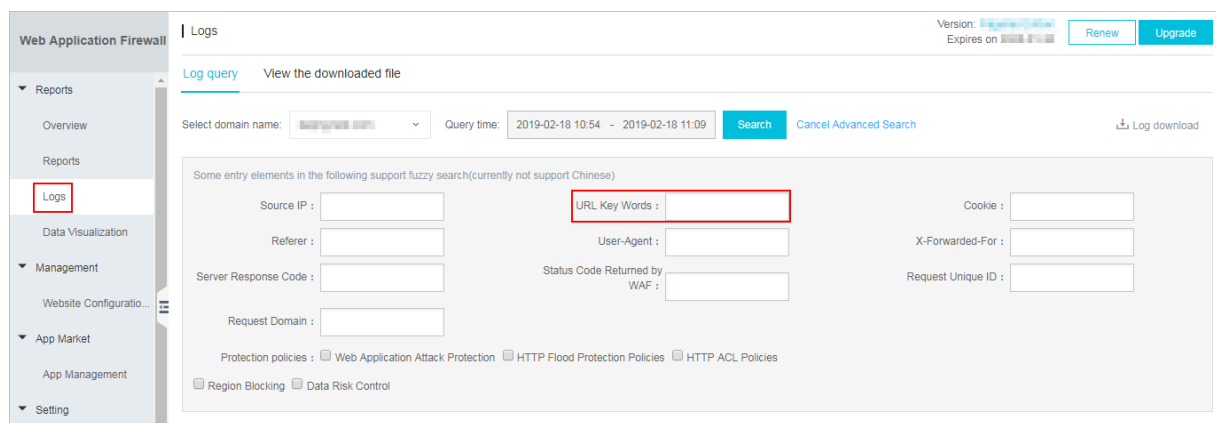 Web Application Firewall
Reports
Overview
Reports
Logs
Data Visualization
Management
Website Configuratio...
App Market
App Management
Setting
Logs
Version:
Expires on
Renew
Upgrade
Log query View the downloaded file
Select domain name: Query time: 2019-02-18 10:54 - 2019-02-18 11:09 Search Cancel Advanced Search Log download
Some entry elements in the following support fuzzy search(currently not support Chinese)
Source IP : URL Key Words : Cookie :
Referer : User-Agent : X-Forwarded-For :
Server Response Code : Status Code Returned by WAF : Request Unique ID :
Request Domain :
Protection policies : Web Application Attack Protection HTTP Flood Protection Policies HTTP ACL Policies
Region Blocking Data Risk Control